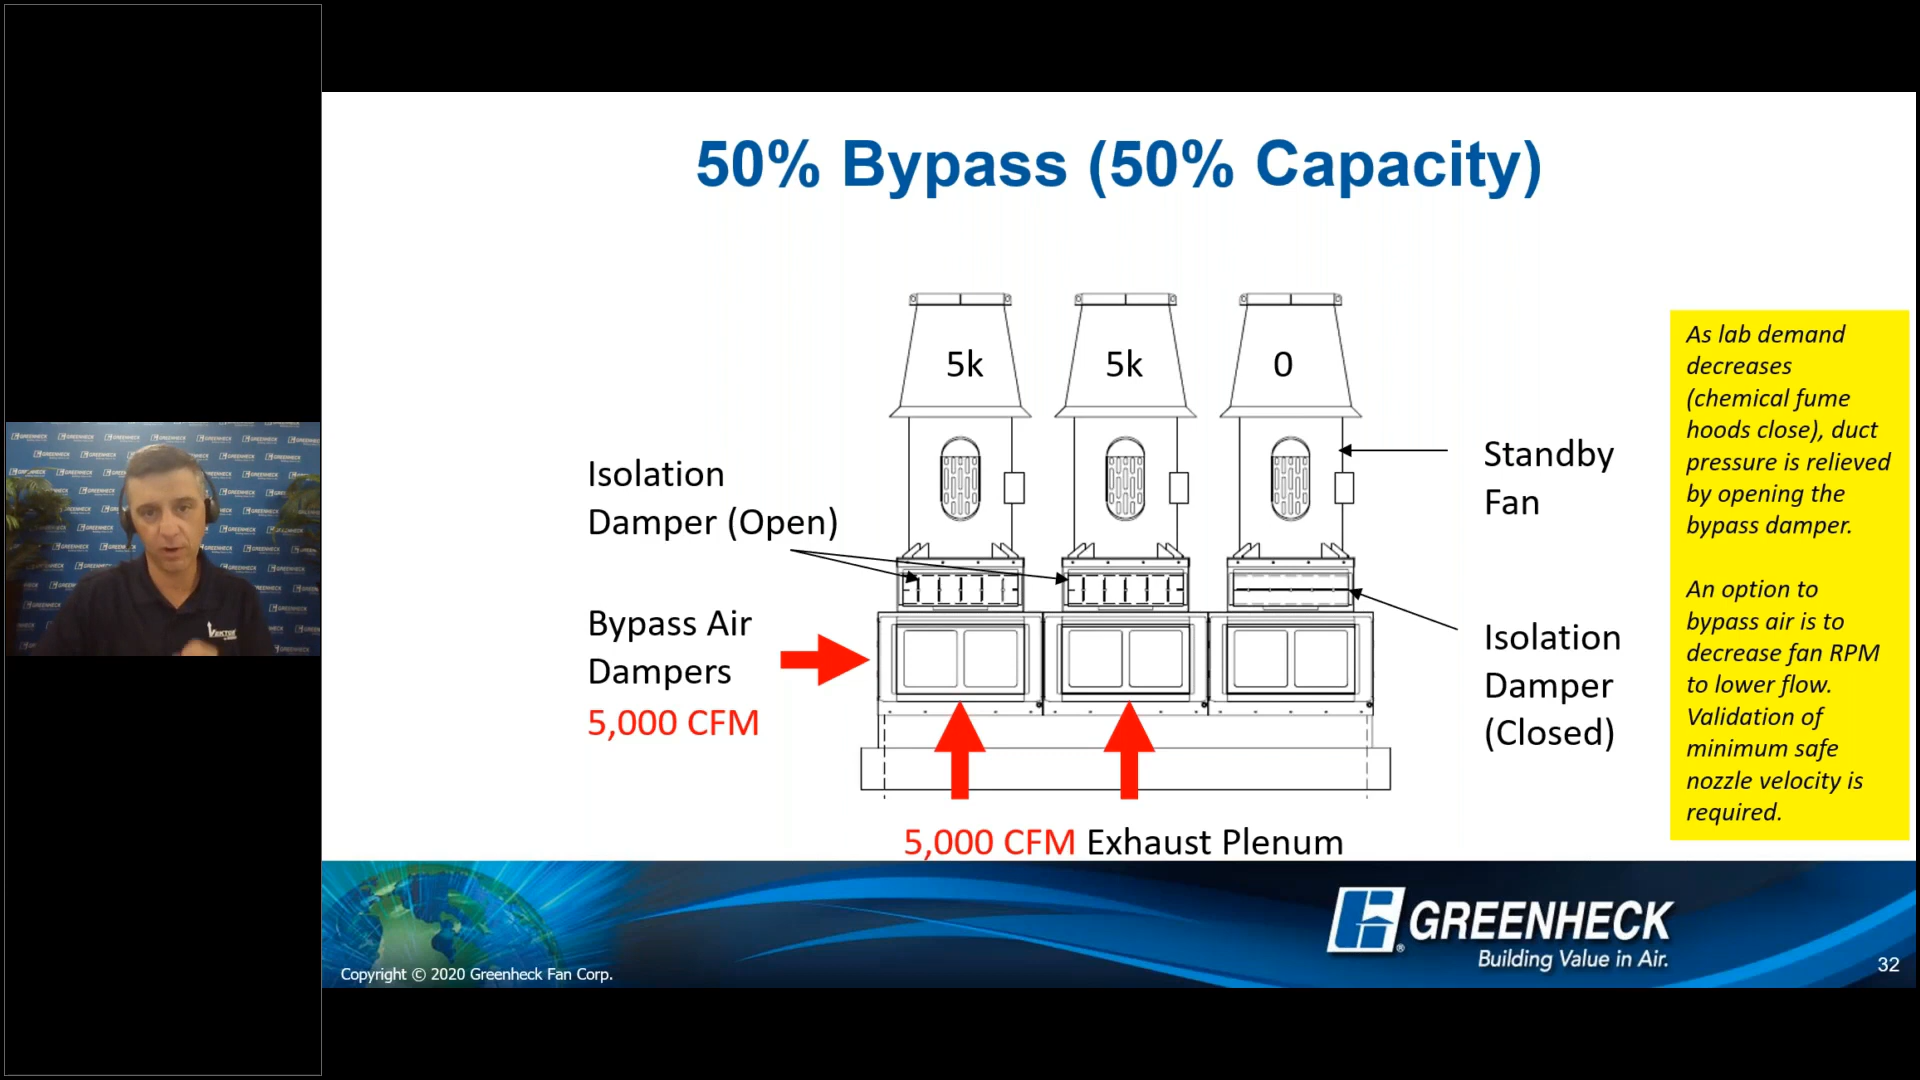 50% Bypass (50% Capacity)
5k
5k
0
Isolation
Damper (Open)
Standby
Fan
Bypass Air
Dampers
5,000 CFM
Isolation
Damper
(Closed)
5,000 CFM Exhaust Plenum
As lab demand
decreases
(chemical fume
hoods close), duct
pressure is relieved
by opening the
bypass damper.
An option to
bypass air is to
decrease fan RPM
to lower flow.
Validation of
minimum safe
nozzle velocity is
required.
GREENHECK
Building Value in Air.
Copyright © 2020 Greenheck Fan Corp.
32